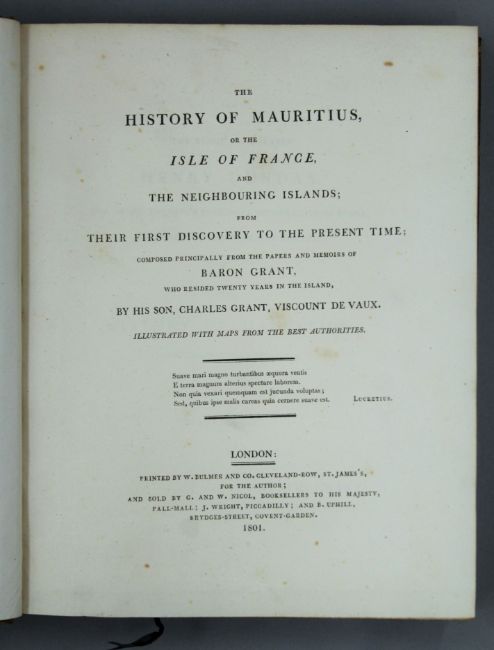 THE
HISTORY OF MAURITIUS,
OR THE
ISLE OF FRANCE,
AND
THE NEIGHBOURING ISLANDS;
FROM
THEIR FIRST DISCOVERY TO THE PRESENT TIME;
COMPOSED PRINCIPALLY FROM THE PAPERS AND MEMOIRS OF
BARON GRANT,
WHO RESIDED TWENTY YEARS IN THE ISLAND,
BY HIS SON, CHARLES GRANT, VISCOUNT DE VAUX.
ILLUSTRATED WITH MAPS FROM THE BEST AUTHORITIES.
Suave mari magno turbantibus æquora ventis
E terra magnum alterius spectare laborem.
Non quia vexari quemquam est jucunda voluptas;
Sed, quibus ipse malis careas quia cernere suave est. LUCRETIUS.
LONDON:
PRINTED BY W. BULMER AND CO. CLEVELAND-ROW, ST. JAMES'S,
FOR THE AUTHOR;
AND SOLD BY G. AND W. NICOL, BOOKSELLERS TO HIS MAJESTY,
PALL-MALL; J. WRIGHT, PICCADILLY; AND B. UPHILL,
BRYDGES-STREET, COVENT-GARDEN.
1801.